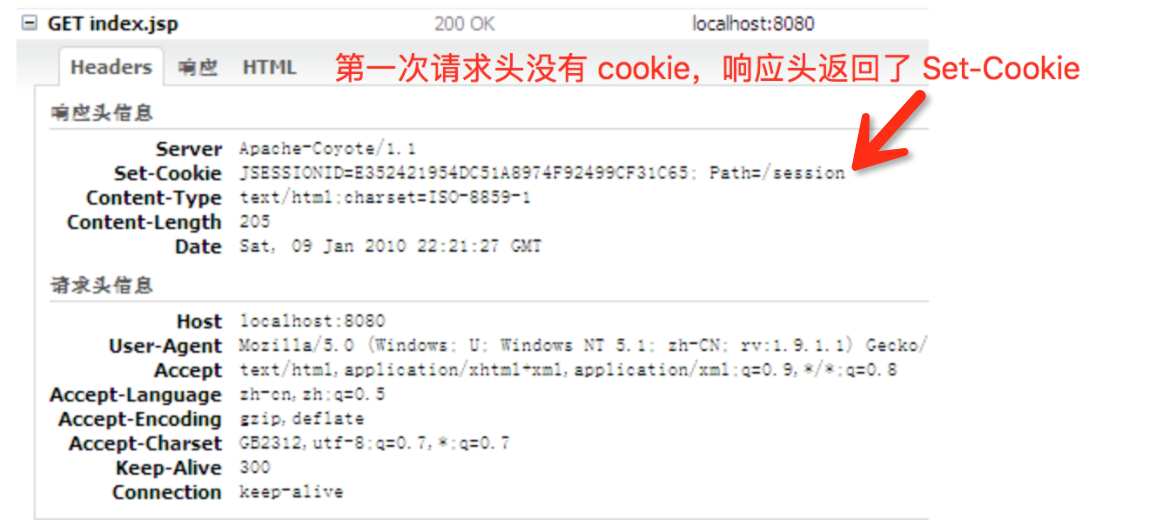 GET index.jsp 200 OK localhost:8080
Headers 响应 HTML 第一次请求头没有 cookie，响应头返回了 Set-Cookie
响应头信息
Server Apache-Coyote/1.1
Set-Cookie JSESSIONID=E352421954DC51A8974F92499CF31C65; Path=/session
Content-Type text/html;charset=ISO-8859-1
Content-Length 205
Date Sat, 09 Jan 2010 22:21:27 GMT
请求头信息
Host localhost:8080
User-Agent Mozilla/5.0 (Windows; U; Windows NT 5.1; zh-CN; rv:1.9.1.1) Gecko/
Accept text/html,application/xhtml+xml,application/xml;q=0.9,*/*;q=0.8
Accept-Language zh-cn,zh;q=0.5
Accept-Encoding gzip,deflate
Accept-Charset GB2312,utf-8;q=0.7,*;q=0.7
Keep-Alive 300
Connection keep-alive